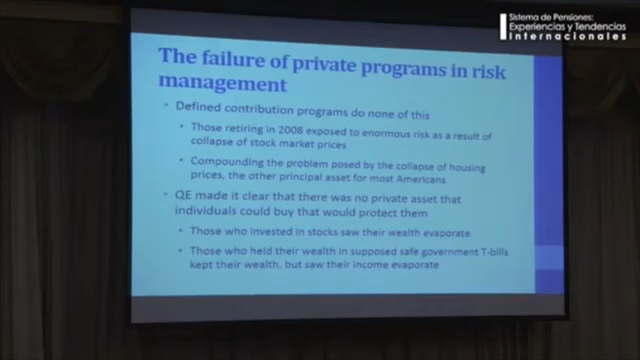 Sistema de Pensiones:
Experiencias y Tendencias
Internacionales
The failure of private programs in risk
management
• Defined contribution programs do none of this
• Those retiring in 2008 exposed to enormous risk as a result of
collapse of stock market prices
• Compounding the problem posed by the collapse of housing
prices, the other principal asset for most Americans
• QE made it clear that there was no private asset that
individuals could buy that would protect them
• Those who invested in stocks saw their wealth evaporate
• Those who held their wealth in supposed safe government T-bills
kept their wealth, but saw their income evaporate